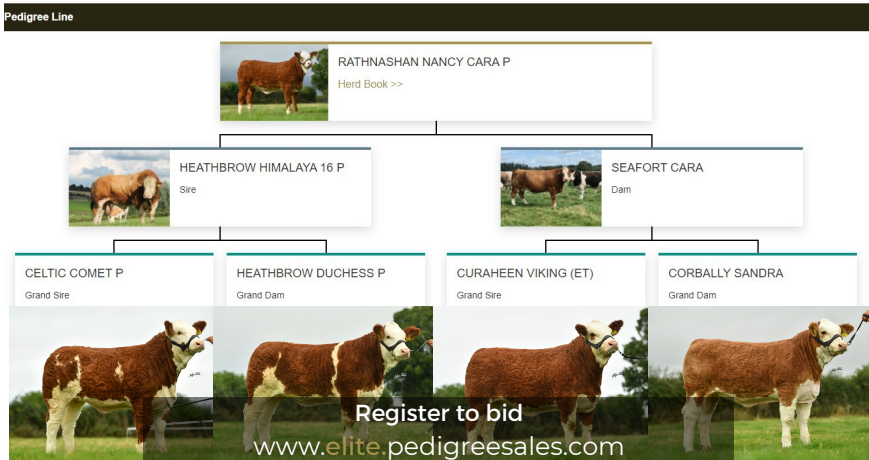 Pedigree Line
RATHNASHAN NANCY CARA P
Herd Book >>
HEATHBROW HIMALAYA 16 P
Sire
SEAFORT CARA
Dam
CELTIC COMET P
Grand Sire
HEATHBROW DUCHESS P
Grand Dam
CURAHEEN VIKING (ET)
Grand Sire
CORBALLY SANDRA
Grand Dam
Register to bid
www.elite.pedigreesales.com